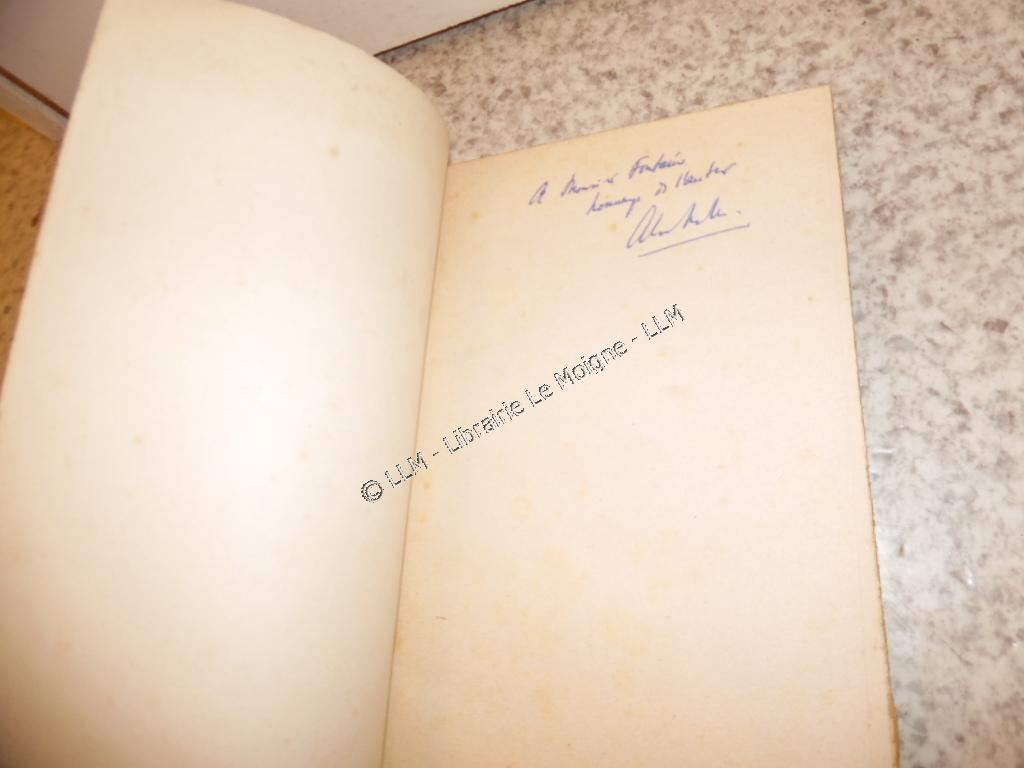 A Monsieur Fontaine
hommage de l'auteur
© LLM - Librairie Le Moigne - LLM